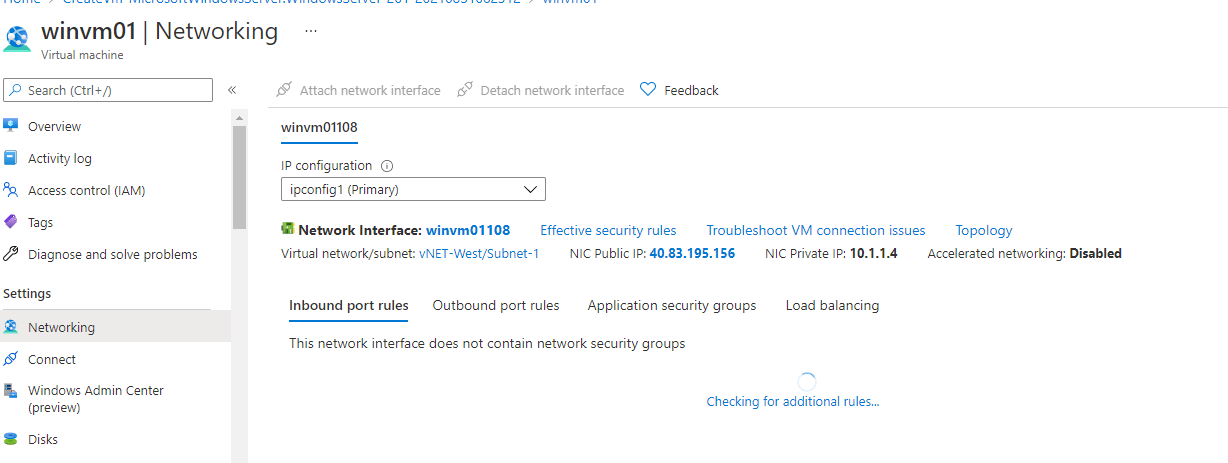 winvm01 | Networking ...
Virtual machine
Search (Ctrl+/) «
Overview
Activity log
Access control (IAM)
Tags
Diagnose and solve problems
Settings
Networking
Connect
Windows Admin Center
(preview)
Disks
Attach network interface Detach network interface Feedback
winvm01108
IP configuration
ipconfig1 (Primary)
Network Interface: winvm01108 Effective security rules Troubleshoot VM connection issues Topology
Virtual network/subnet: vNET-West/Subnet-1 NIC Public IP: 40.83.195.156 NIC Private IP: 10.1.1.4 Accelerated networking: Disabled
Inbound port rules Outbound port rules Application security groups Load balancing
This network interface does not contain network security groups
Checking for additional rules...